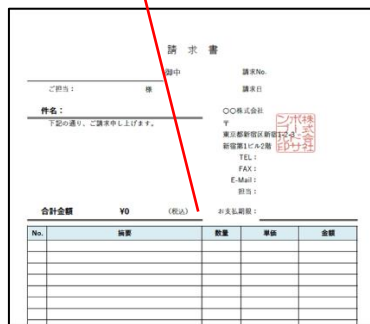 請 求 書
御中
請求No.
ご担当： 様
請求日
件名：
下記の通り、ご請求申し上げます。
〇〇株式会社
〒
東京都新宿区新宿1-2-3
新宿第1ビル2階
TEL：
FAX：
E-Mail：
担当：
合計金額 ¥0 （税込） お支払期限：
No. 摘要 数量 単価 金額